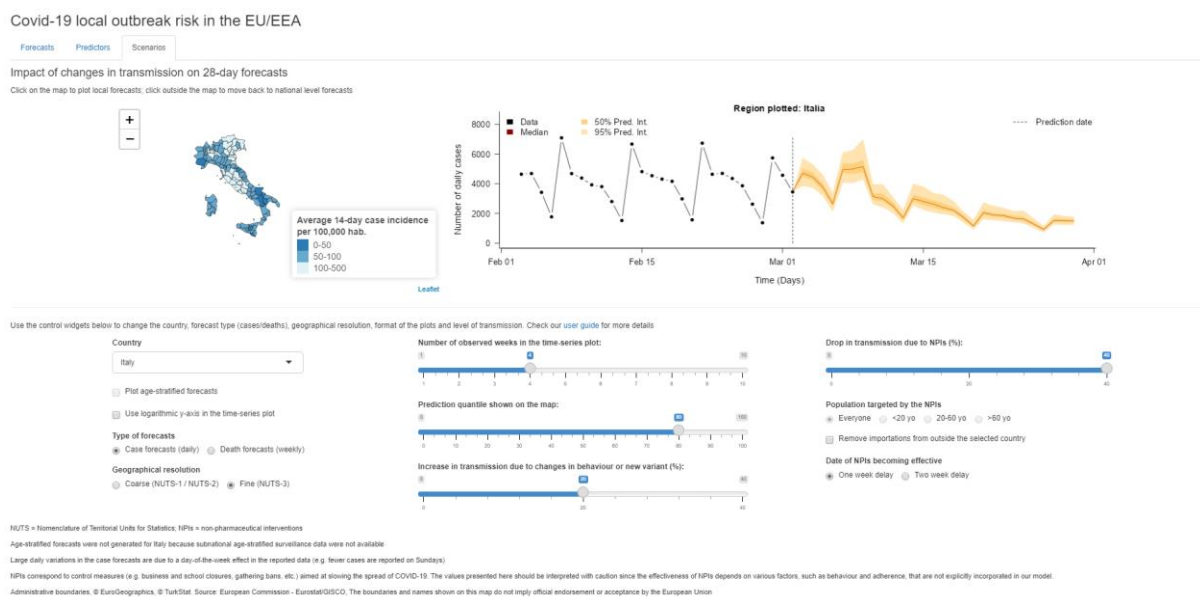 Covid-19 local outbreak risk in the EU/EEA
Forecasts Predictors Scenarios
Impact of changes in transmission on 28-day forecasts
Click on the map to plot local forecasts; click outside the map to move back to national level forecasts
+
−
Average 14-day case incidence
per 100,000 hab.
0-50
50-100
100-500
Leaflet
Region plotted: Italia
Data
Median
50% Pred. Int.
95% Pred. Int.
Prediction date
Number of daily cases
8000
6000
4000
2000
0
Feb 01 Feb 15 Mar 01 Mar 15 Apr 01
Time (Days)
Use the control widgets below to change the country, forecast type (cases/deaths), geographical resolution, format of the plots and level of transmission. Check our user guide for more details
Country
Italy
Plot age-stratified forecasts
Use logarithmic y-axis in the time-series plot
Type of forecasts
Case forecasts (daily) Death forecasts (weekly)
Geographical resolution
Coarse (NUTS-1 / NUTS-2) Fine (NUTS-3)
Number of observed weeks in the time-series plot:
1 4 10
1 2 3 4 5 6 7 8 9 10
Prediction quantile shown on the map:
0 80 100
0 10 20 30 40 50 60 70 80 90 100
Increase in transmission due to changes in behaviour or new variant (%):
0 20 40
0 20 40
Drop in transmission due to NPIs (%):
0 40
0 20 40
Population targeted by the NPIs
Everyone <20 yo 20-60 yo >60 yo
Remove importations from outside the selected country
Date of NPIs becoming effective
One week delay Two week delay
NUTS = Nomenclature of Territorial Units for Statistics; NPIs = non-pharmaceutical interventions
Age-stratified forecasts were not generated for Italy because subnational age-stratified surveillance data were not available
Large daily variations in the case forecasts are due to a day-of-the-week effect in the reported data (e.g. fewer cases are reported on Sundays)
NPIs correspond to control measures (e.g. business and school closures, gathering bans, etc.) aimed at slowing the spread of COVID-19. The values presented here should be interpreted with caution since the effectiveness of NPIs depends on various factors, such as behaviour and adherence, that are not explicitly incorporated in our model.
Administrative boundaries: © EuroGeographics, © TurkStat. Source: European Commission - Eurostat/GISCO. The boundaries and names shown on this map do not imply official endorsement or acceptance by the European Union